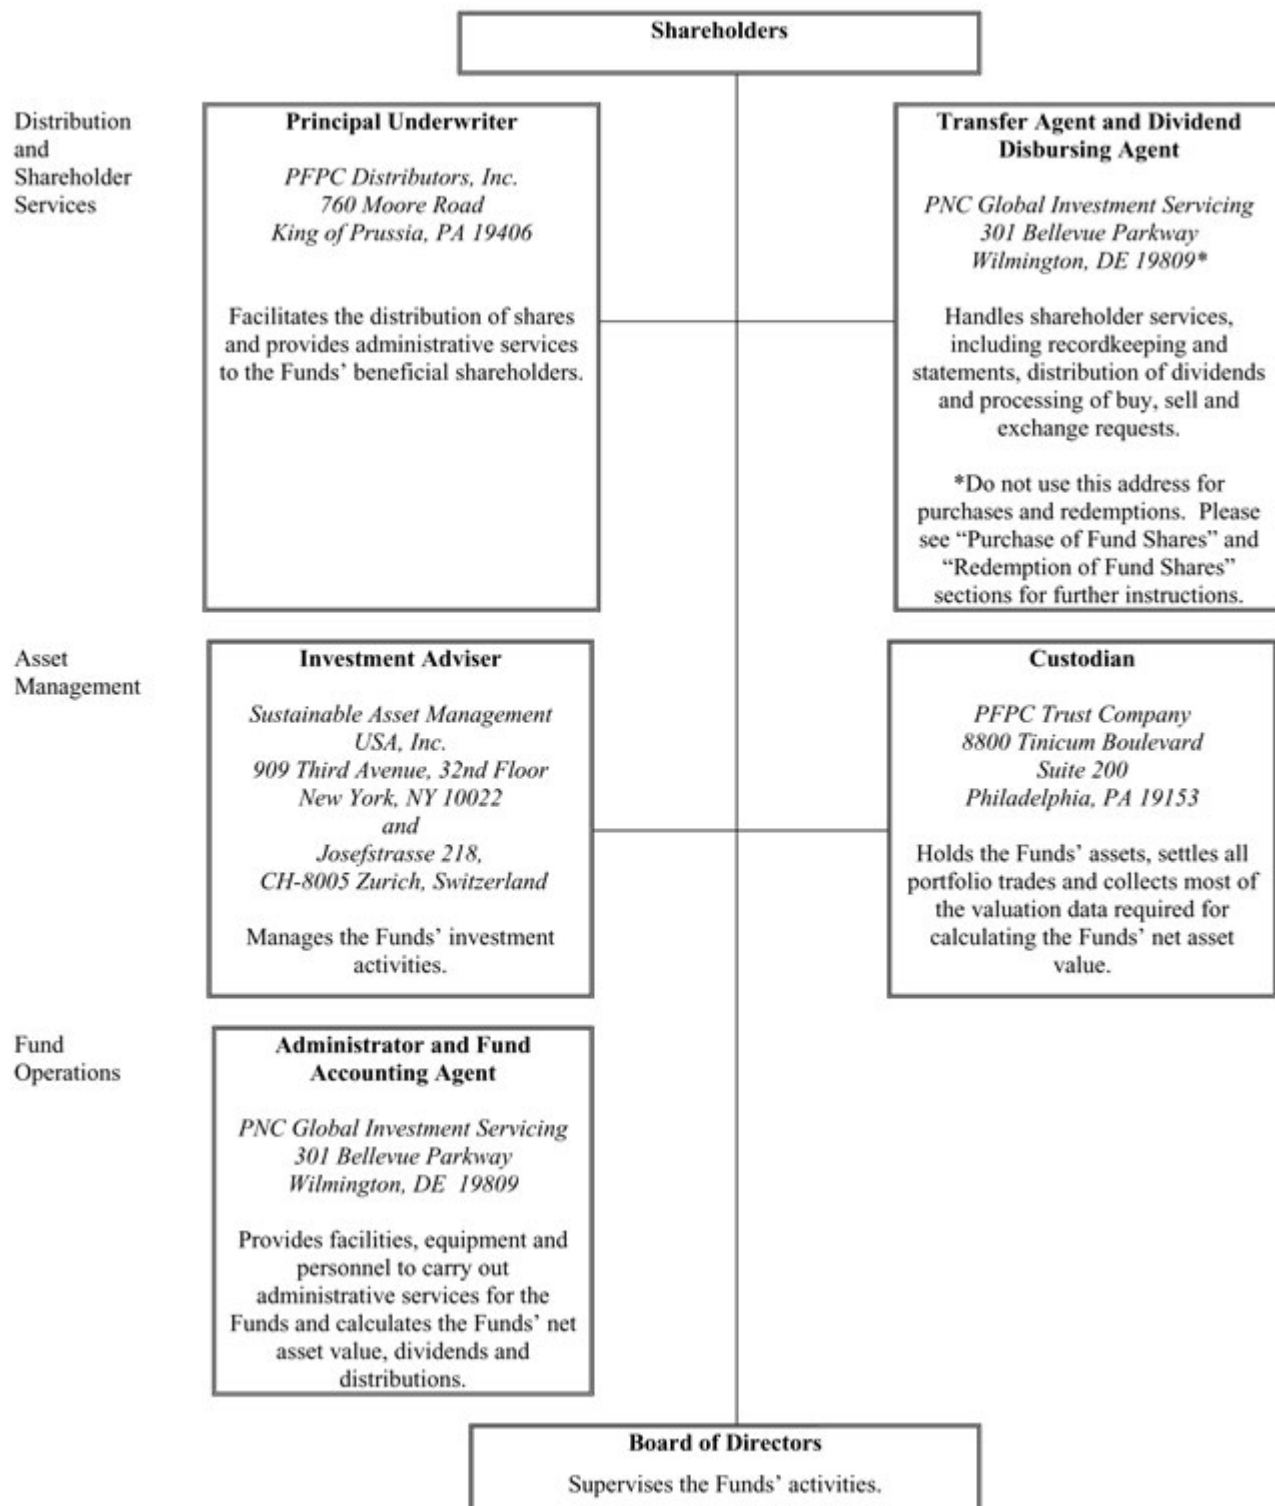 Shareholders
Distribution
and
Shareholder
Services
Principal Underwriter
PFPC Distributors, Inc.
760 Moore Road
King of Prussia, PA 19406
Facilitates the distribution of shares
and provides administrative services
to the Funds’ beneficial shareholders.
Transfer Agent and Dividend
Disbursing Agent
PNC Global Investment Servicing
301 Bellevue Parkway
Wilmington, DE 19809*
Handles shareholder services,
including recordkeeping and
statements, distribution of dividends
and processing of buy, sell and
exchange requests.
*Do not use this address for
purchases and redemptions.  Please
see “Purchase of Fund Shares” and
“Redemption of Fund Shares”
sections for further instructions.
Asset
Management
Investment Adviser
Sustainable Asset Management
USA, Inc.
909 Third Avenue, 32nd Floor
New York, NY 10022
and
Josefstrasse 218,
CH-8005 Zurich, Switzerland
Manages the Funds’ investment
activities.
Custodian
PFPC Trust Company
8800 Tinicum Boulevard
Suite 200
Philadelphia, PA 19153
Holds the Funds’ assets, settles all
portfolio trades and collects most of
the valuation data required for
calculating the Funds’ net asset
value.
Fund
Operations
Administrator and Fund
Accounting Agent
PNC Global Investment Servicing
301 Bellevue Parkway
Wilmington, DE  19809
Provides facilities, equipment and
personnel to carry out
administrative services for the
Funds and calculates the Funds’ net
asset value, dividends and
distributions.
Board of Directors
Supervises the Funds’ activities.